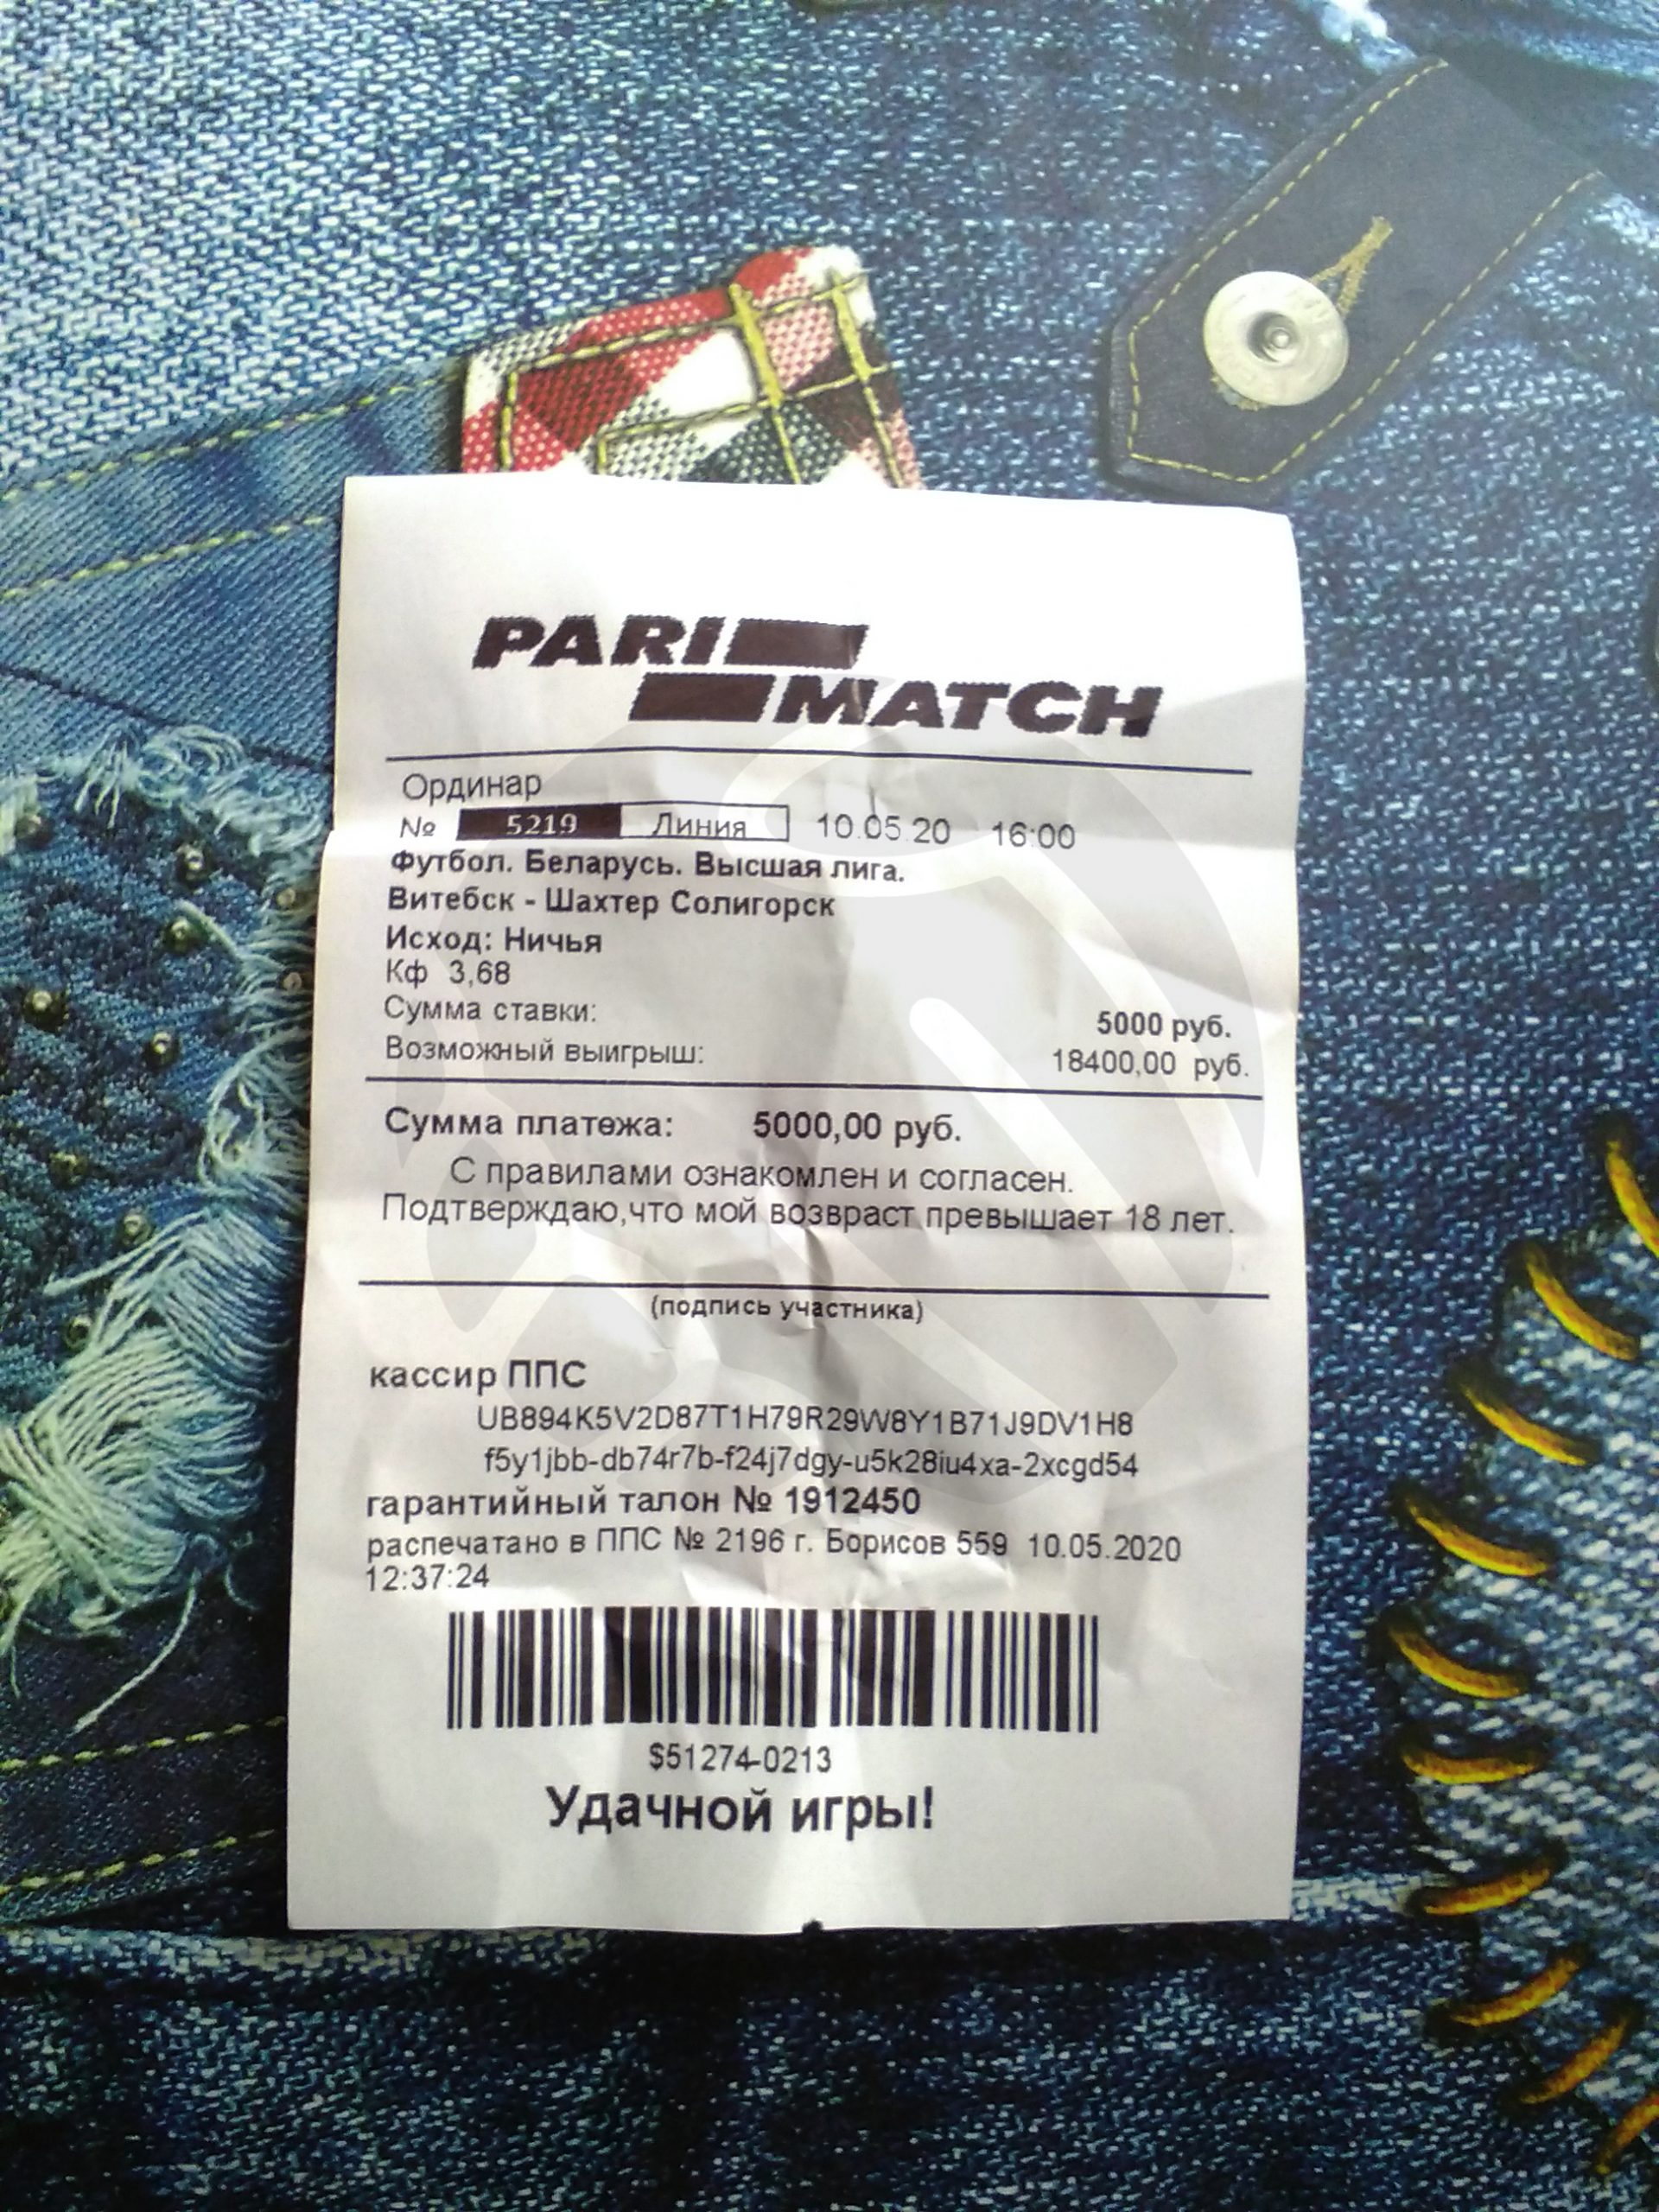 PARI
MATCH
Ординар
№ 5219 Линия 10.05.20 16:00
Футбол. Беларусь. Высшая лига.
Витебск - Шахтер Солигорск
Исход: Ничья
Кф 3,68
Сумма ставки: 5000 руб.
Возможный выигрыш: 18400,00 руб.
Сумма платежа: 5000,00 руб.
С правилами ознакомлен и согласен.
Подтверждаю,что мой возвраст превышает 18 лет.
(подпись участника)
кассир ППС
UB894K5V2D87T1H79R29W8Y1B71J9DV1H8
f5y1jbb-db74r7b-f24j7dgy-u5k28iu4xa-2xcgd54
гарантийный талон № 1912450
распечатано в ППС № 2196 г. Борисов 559 10.05.2020
12:37:24
$51274-0213
Удачной игры!